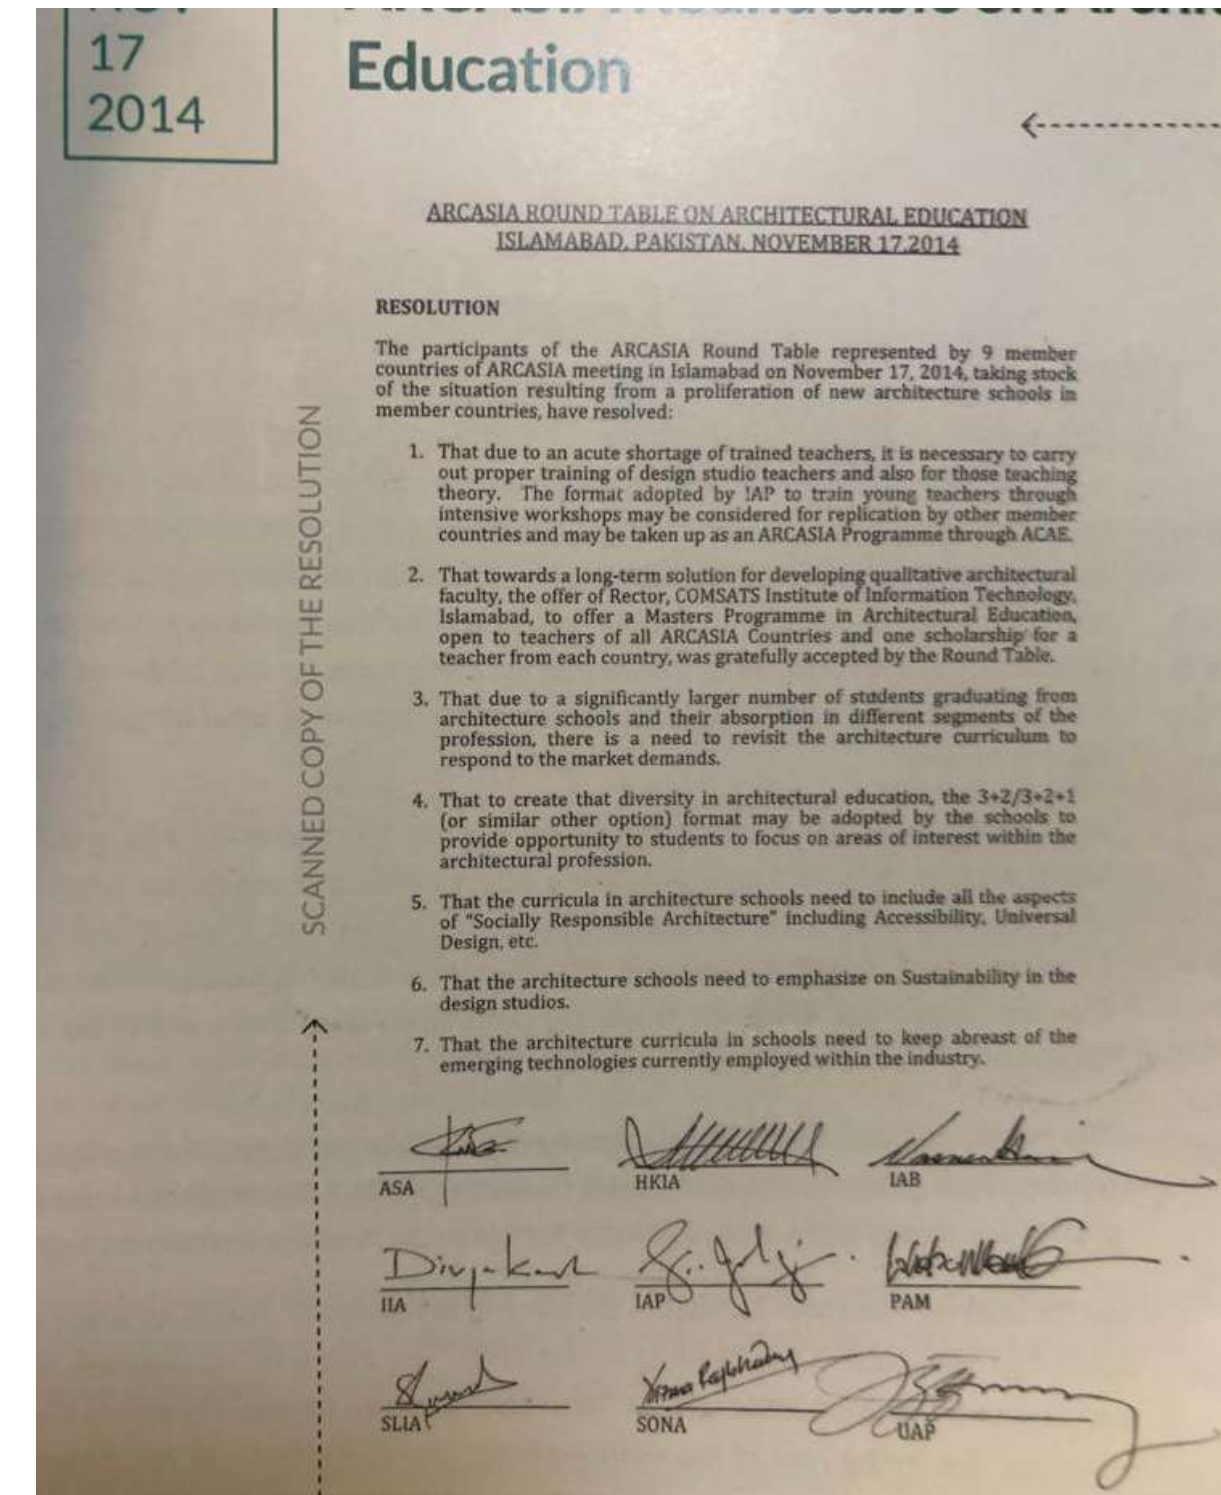 17
2014
Education
ARCASIA ROUND TABLE ON ARCHITECTURAL EDUCATION
ISLAMABAD, PAKISTAN, NOVEMBER 17.2014
SCANNED COPY OF THE RESOLUTION
RESOLUTION
The participants of the ARCASIA Round Table represented by 9 member
countries of ARCASIA meeting in Islamabad on November 17, 2014, taking stock
of the situation resulting from a proliferation of new architecture schools in
member countries, have resolved:
1. That due to an acute shortage of trained teachers, it is necessary to carry
out proper training of design studio teachers and also for those teaching
theory. The format adopted by IAP to train young teachers through
intensive workshops may be considered for replication by other member
countries and may be taken up as an ARCASIA Programme through ACAE.
2. That towards a long-term solution for developing qualitative architectural
faculty, the offer of Rector, COMSATS Institute of Information Technology,
Islamabad, to offer a Masters Programme in Architectural Education,
open to teachers of all ARCASIA Countries and one scholarship for a
teacher from each country, was gratefully accepted by the Round Table.
3. That due to a significantly larger number of students graduating from
architecture schools and their absorption in different segments of the
profession, there is a need to revisit the architecture curriculum to
respond to the market demands.
4. That to create that diversity in architectural education, the 3+2/3+2+1
(or similar other option) format may be adopted by the schools to
provide opportunity to students to focus on areas of interest within the
architectural profession.
5. That the curricula in architecture schools need to include all the aspects
of "Socially Responsible Architecture" including Accessibility, Universal
Design, etc.
6. That the architecture schools need to emphasize on Sustainability in the
design studios.
7. That the architecture curricula in schools need to keep abreast of the
emerging technologies currently employed within the industry.
ASA HKIA IAB
Divyakush
IIA IAP PAM
SLIA SONA UAP